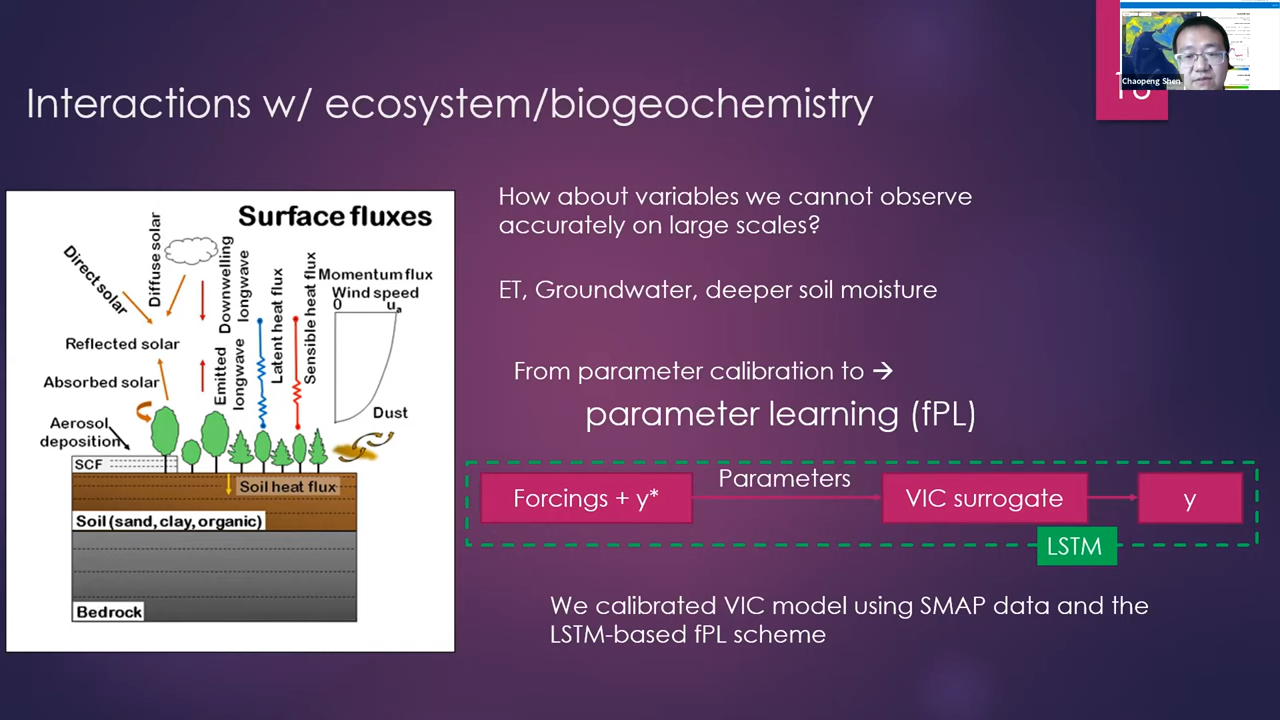 Chaopeng Shen
Interactions w/ ecosystem/biogeochemistry
How about variables we cannot observe
accurately on large scales?
ET, Groundwater, deeper soil moisture
From parameter calibration to →
parameter learning (fPL)
Forcings + y*
Parameters
VIC surrogate
y
LSTM
We calibrated VIC model using SMAP data and the
LSTM-based fPL scheme
Surface fluxes
Direct solar
Diffuse solar
Downwelling
longwave
Latent heat flux
Sensible heat flux
Momentum flux
Wind speed
0
ua
Reflected solar
Absorbed solar
Emitted
longwave
Aerosol
deposition
Dust
SCF
Soil heat flux
Soil (sand, clay, organic)
Bedrock